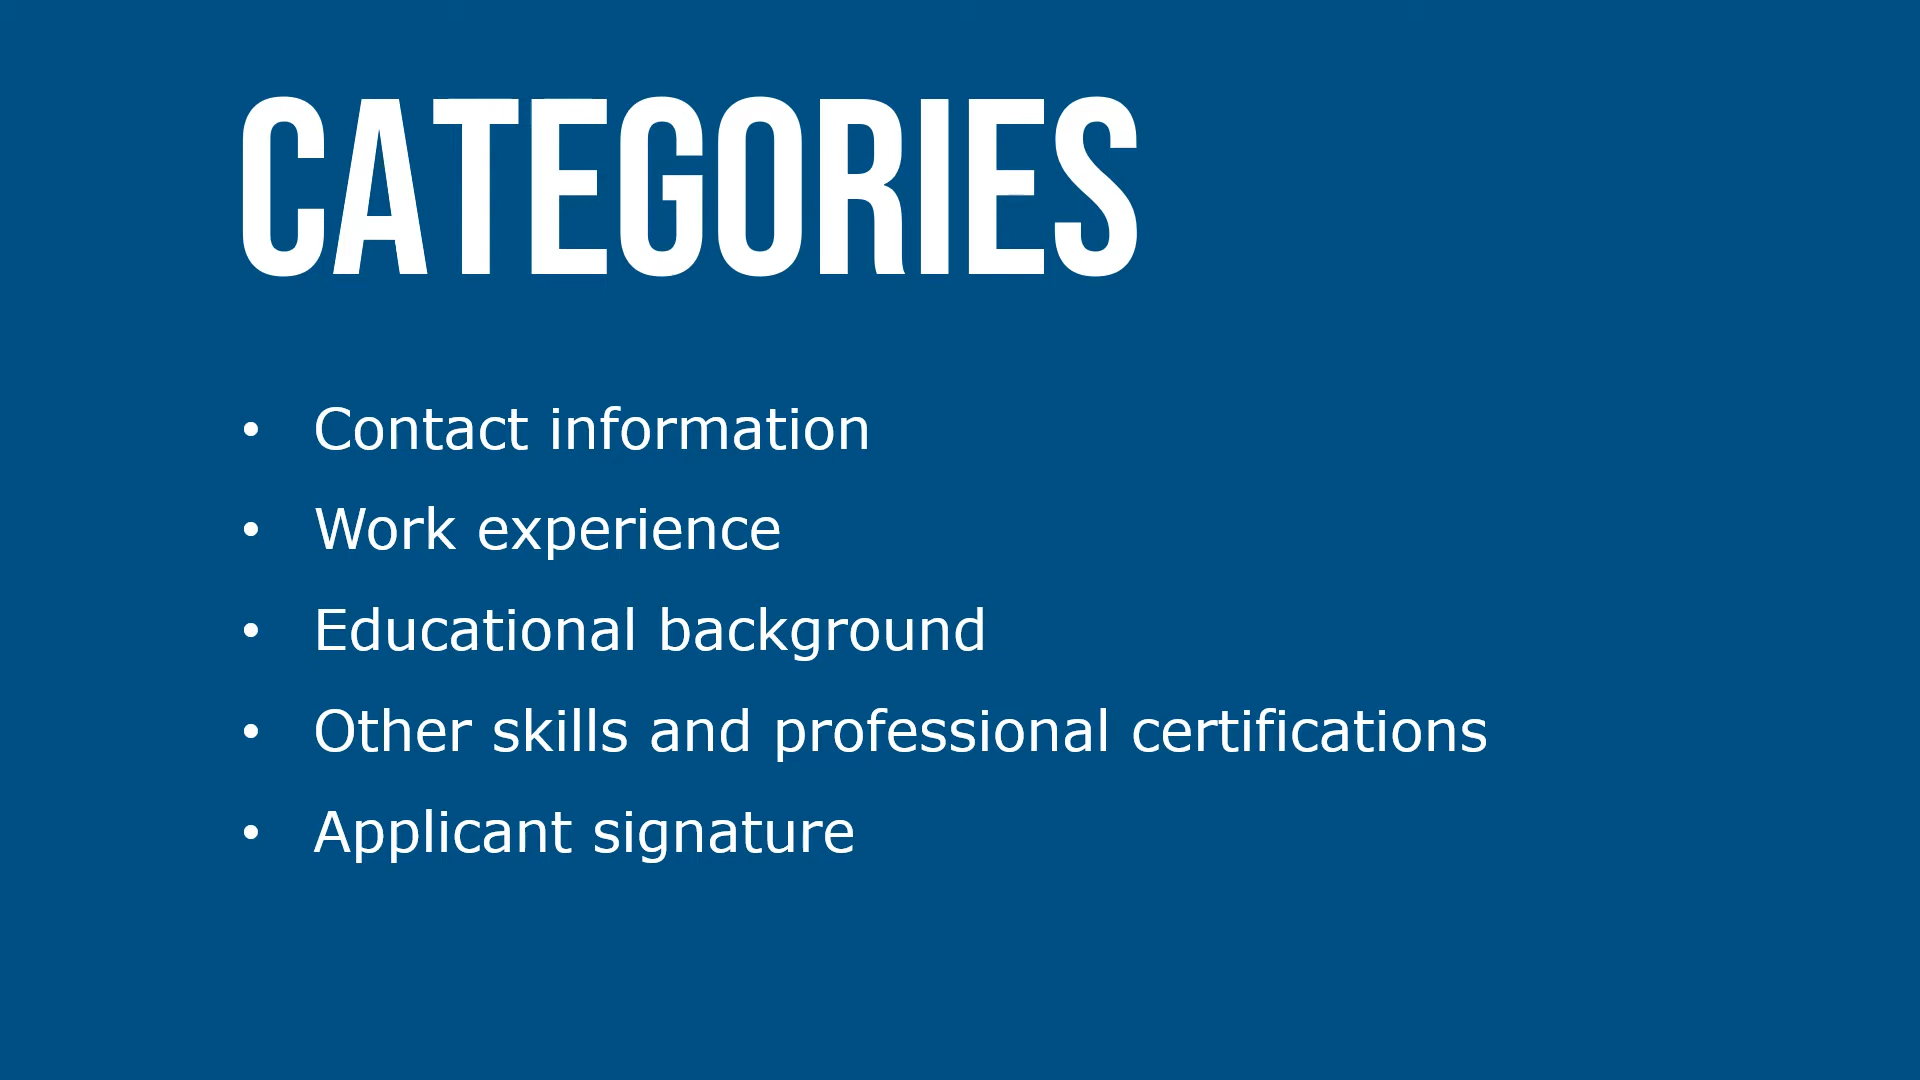 CATEGORIES
• Contact information
• Work experience
• Educational background
• Other skills and professional certifications
• Applicant signature